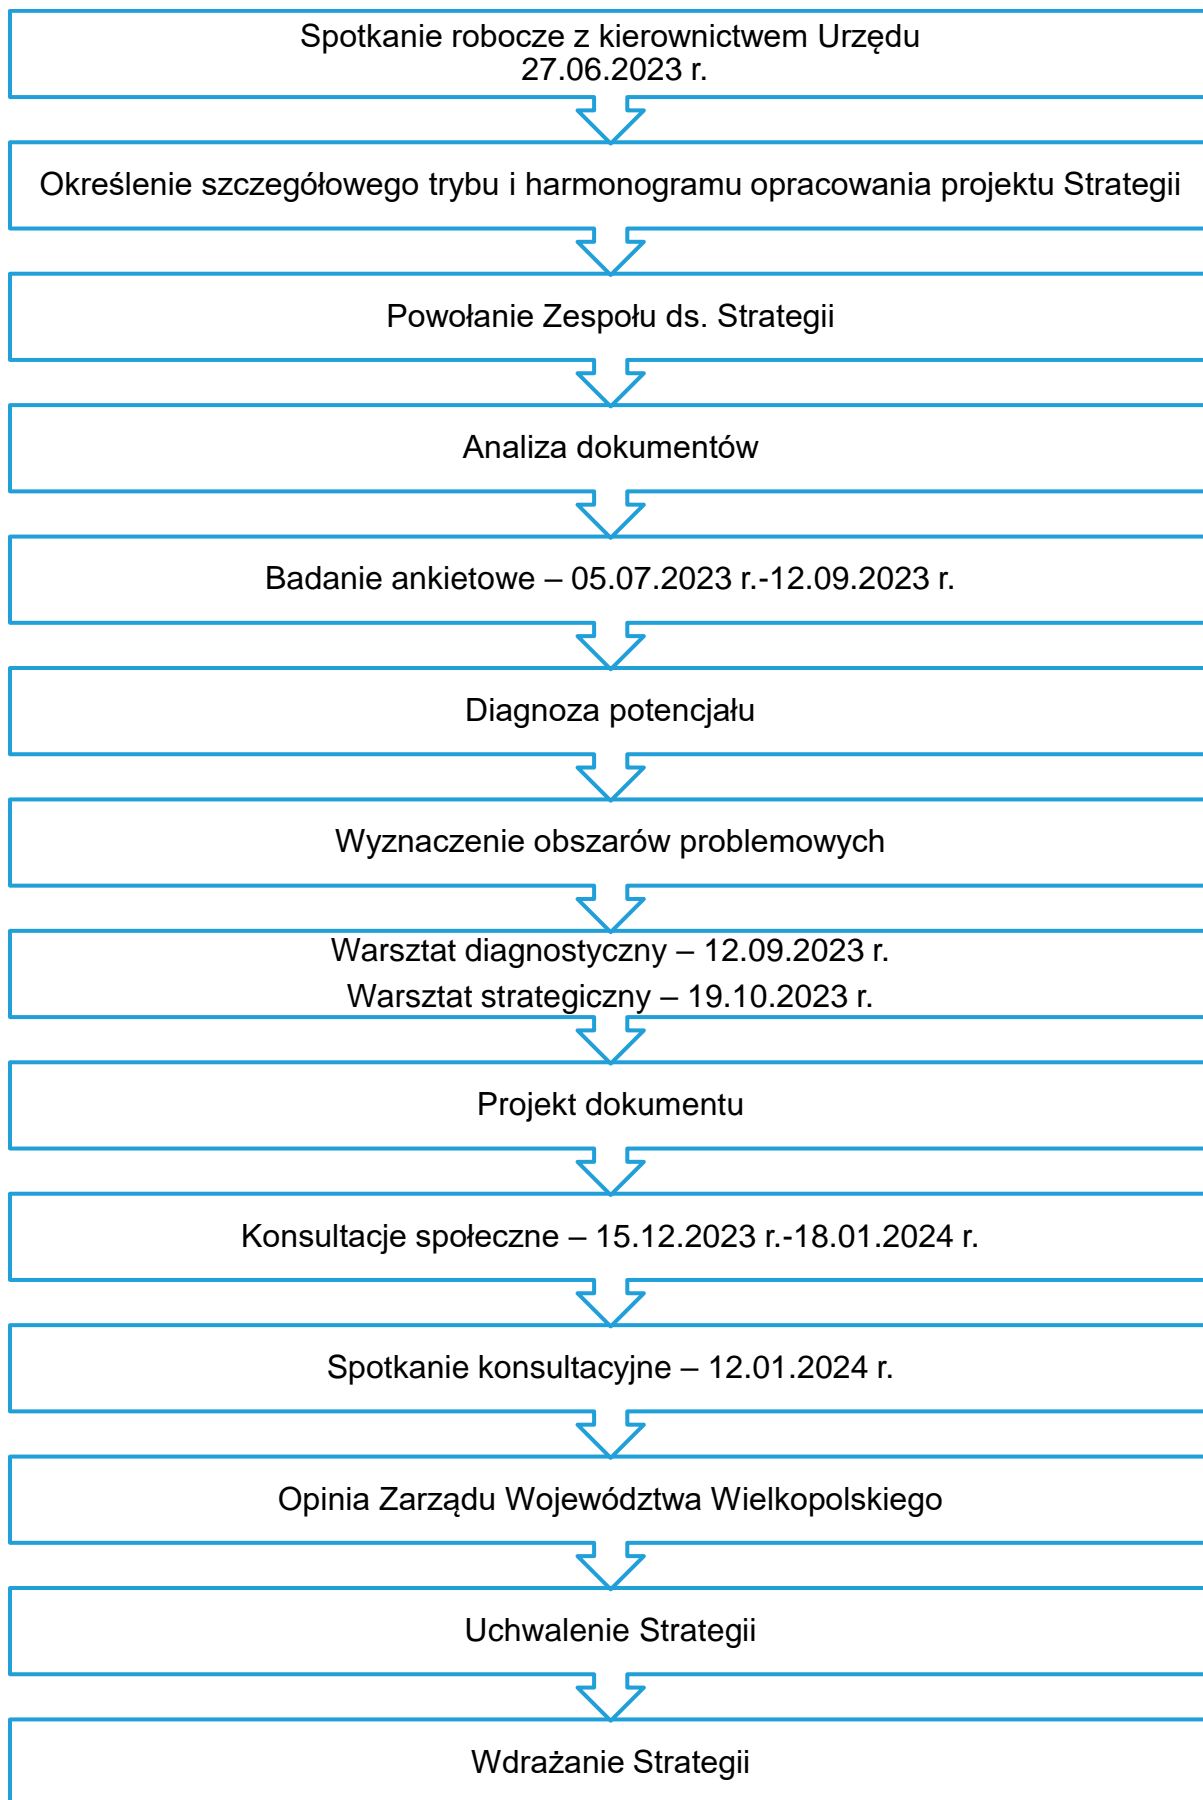 Spotkanie robocze z kierownictwem Urzędu
27.06.2023 r.
Określenie szczegółowego trybu i harmonogramu opracowania projektu Strategii
Powołanie Zespołu ds. Strategii
Analiza dokumentów
Badanie ankietowe – 05.07.2023 r.-12.09.2023 r.
Diagnoza potencjału
Wyznaczenie obszarów problemowych
Warsztat diagnostyczny – 12.09.2023 r.
Warsztat strategiczny – 19.10.2023 r.
Projekt dokumentu
Konsultacje społeczne – 15.12.2023 r.-18.01.2024 r.
Spotkanie konsultacyjne – 12.01.2024 r.
Opinia Zarządu Województwa Wielkopolskiego
Uchwalenie Strategii
Wdrażanie Strategii